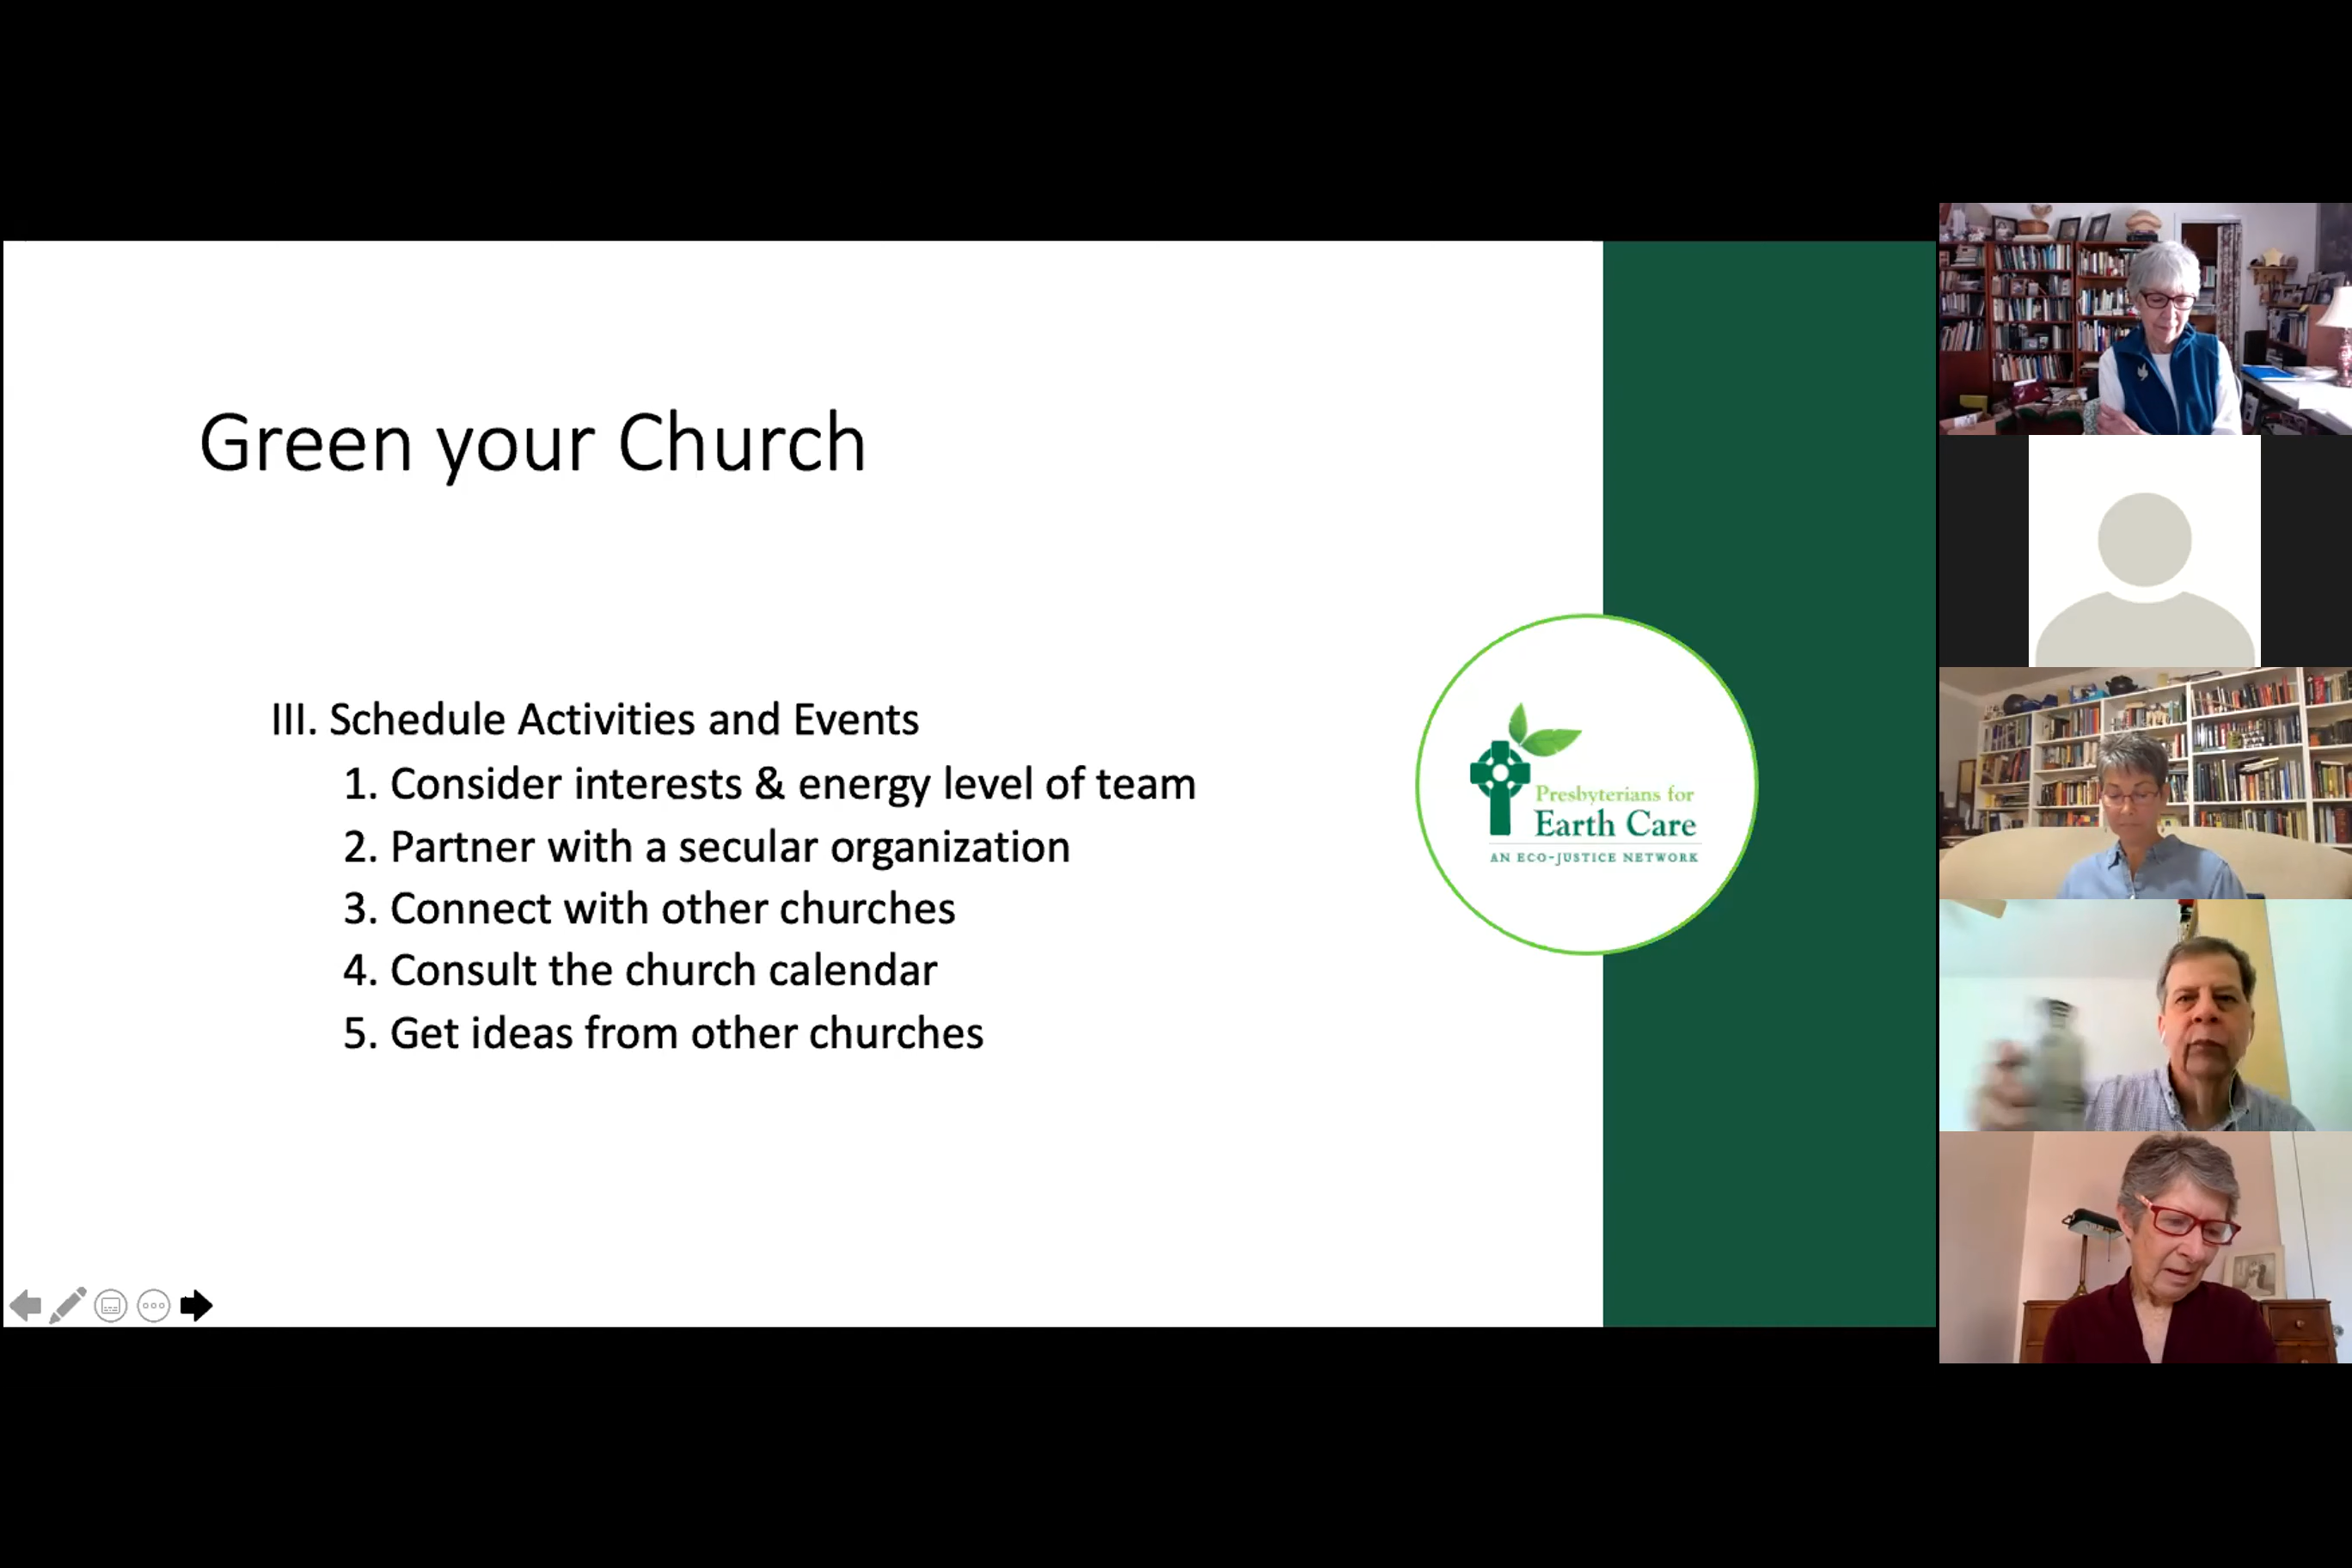 Green your Church
III. Schedule Activities and Events
1. Consider interests & energy level of team
2. Partner with a secular organization
3. Connect with other churches
4. Consult the church calendar
5. Get ideas from other churches
Presbyterians for
Earth Care
AN ECO-JUSTICE NETWORK